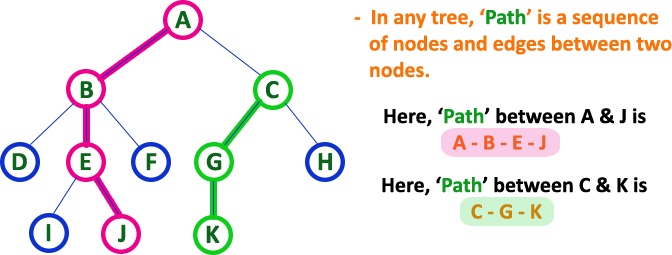 A
B
C
D
E
F
G
H
I
J
K
- In any tree, ‘Path’ is a sequence
of nodes and edges between two
nodes.
Here, ‘Path’ between A & J is
A - B - E - J
Here, ‘Path’ between C & K is
C - G - K